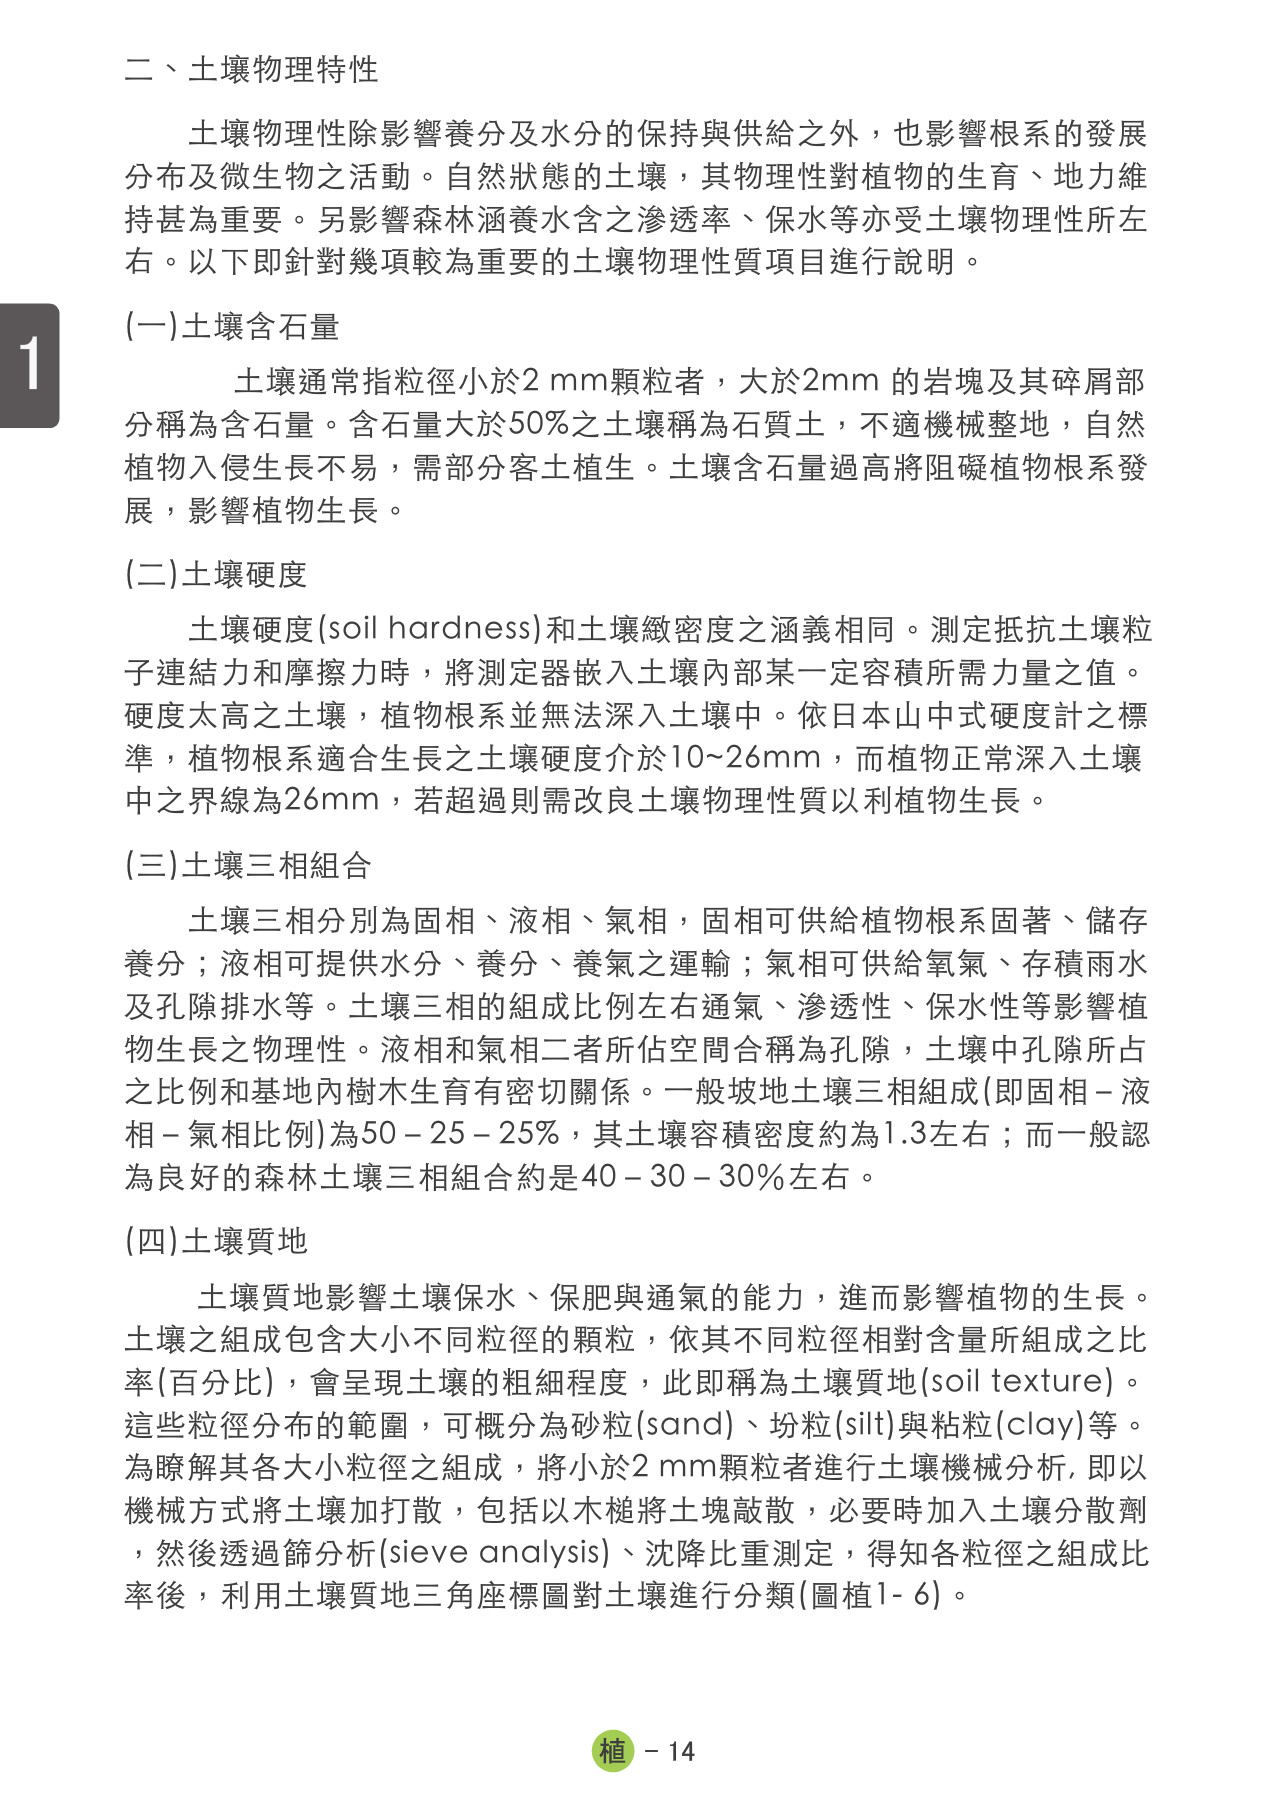 二、土壤物理特性
土壤物理性除影響養分及水分的保持與供給之外，也影響根系的發展
分布及微生物之活動。自然狀態的土壤，其物理性對植物的生育、地力維
持甚為重要。另影響森林涵養水含之滲透率、保水等亦受土壤物理性所左
右。以下即針對幾項較為重要的土壤物理性質項目進行說明。
(一)土壤含石量
1
土壤通常指粒徑小於2 mm顆粒者，大於2mm 的岩塊及其碎屑部
分稱為含石量。含石量大於50%之土壤稱為石質土，不適機械整地，自然
植物入侵生長不易，需部分客土植生。土壤含石量過高將阻礙植物根系發
展，影響植物生長。
(二)土壤硬度
土壤硬度(soil hardness)和土壤緻密度之涵義相同。測定抵抗土壤粒
子連結力和摩擦力時，將測定器嵌入土壤內部某一定容積所需力量之值。
硬度太高之土壤，植物根系並無法深入土壤中。依日本山中式硬度計之標
準，植物根系適合生長之土壤硬度介於10~26mm，而植物正常深入土壤
中之界線為26mm，若超過則需改良土壤物理性質以利植物生長。
(三)土壤三相組合
土壤三相分別為固相、液相、氣相，固相可供給植物根系固著、儲存
養分；液相可提供水分、養分、養氣之運輸；氣相可供給氧氣、存積雨水
及孔隙排水等。土壤三相的組成比例左右通氣、滲透性、保水性等影響植
物生長之物理性。液相和氣相二者所佔空間合稱為孔隙，土壤中孔隙所占
之比例和基地內樹木生育有密切關係。一般坡地土壤三相組成(即固相 – 液
相 – 氣相比例)為50 – 25 – 25%，其土壤容積密度約為1.3左右；而一般認
為良好的森林土壤三相組合約是40 – 30 – 30%左右。
(四)土壤質地
土壤質地影響土壤保水、保肥與通氣的能力，進而影響植物的生長。
土壤之組成包含大小不同粒徑的顆粒，依其不同粒徑相對含量所組成之比
率(百分比)，會呈現土壤的粗細程度，此即稱為土壤質地(soil texture)。
這些粒徑分布的範圍，可概分為砂粒(sand)、坋粒(silt)與粘粒(clay)等。
為瞭解其各大小粒徑之組成，將小於2 mm顆粒者進行土壤機械分析, 即以
機械方式將土壤加打散，包括以木槌將土塊敲散，必要時加入土壤分散劑
，然後透過篩分析(sieve analysis)、沈降比重測定，得知各粒徑之組成比
率後，利用土壤質地三角座標圖對土壤進行分類(圖植1- 6)。
植 – 14